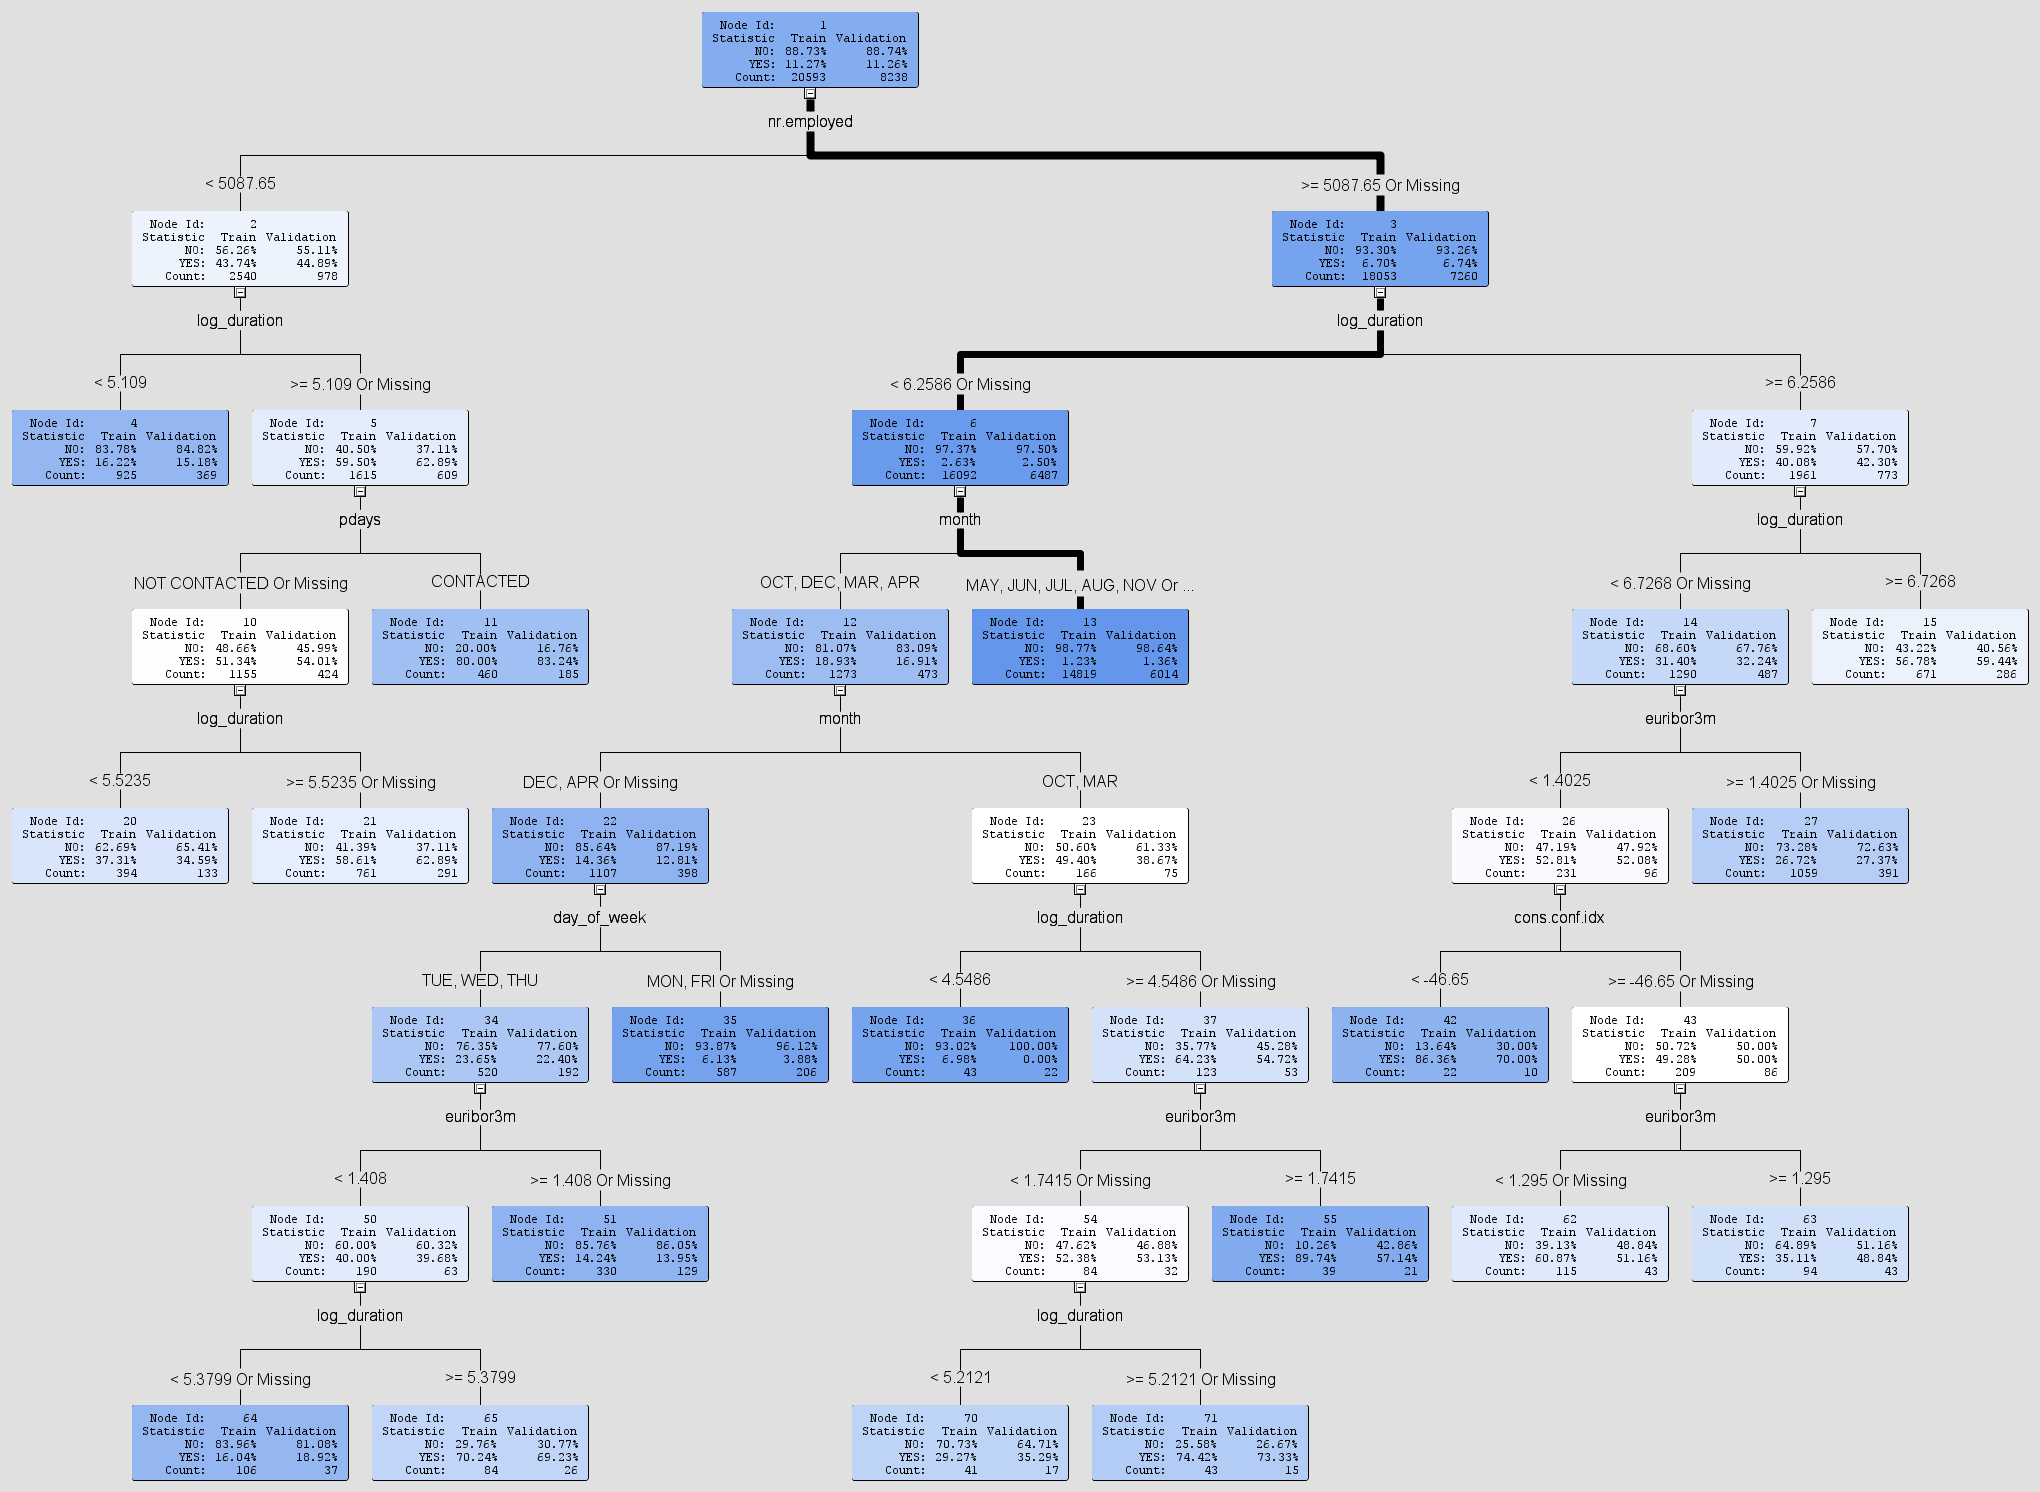 Node Id: 1
Statistic Train Validation
NO: 88.73% 88.74%
YES: 11.27% 11.26%
Count: 20593 8238
nr.employed
< 5087.65
>= 5087.65 Or Missing
Node Id: 2
Statistic Train Validation
NO: 56.26% 55.11%
YES: 43.74% 44.89%
Count: 2540 978
Node Id: 3
Statistic Train Validation
NO: 93.30% 93.26%
YES: 6.70% 6.74%
Count: 18053 7260
log_duration
log_duration
< 5.109
>= 5.109 Or Missing
< 6.2586 Or Missing
>= 6.2586
Node Id: 4
Statistic Train Validation
NO: 83.78% 84.82%
YES: 16.22% 15.18%
Count: 925 369
Node Id: 5
Statistic Train Validation
NO: 40.50% 37.11%
YES: 59.50% 62.89%
Count: 1615 609
Node Id: 6
Statistic Train Validation
NO: 97.37% 97.50%
YES: 2.63% 2.50%
Count: 16092 6487
Node Id: 7
Statistic Train Validation
NO: 59.92% 57.70%
YES: 40.08% 42.30%
Count: 1961 773
pdays
month
log_duration
NOT CONTACTED Or Missing
CONTACTED
OCT, DEC, MAR, APR
MAY, JUN, JUL, AUG, NOV Or ...
< 6.7268 Or Missing
>= 6.7268
Node Id: 10
Statistic Train Validation
NO: 48.66% 45.99%
YES: 51.34% 54.01%
Count: 1155 424
Node Id: 11
Statistic Train Validation
NO: 20.00% 16.76%
YES: 80.00% 83.24%
Count: 460 185
Node Id: 12
Statistic Train Validation
NO: 81.07% 83.09%
YES: 18.93% 16.91%
Count: 1273 473
Node Id: 13
Statistic Train Validation
NO: 98.77% 98.64%
YES: 1.23% 1.36%
Count: 14819 6014
Node Id: 14
Statistic Train Validation
NO: 68.60% 67.76%
YES: 31.40% 32.24%
Count: 1290 487
Node Id: 15
Statistic Train Validation
NO: 43.22% 40.56%
YES: 56.78% 59.44%
Count: 671 286
log_duration
month
euribor3m
< 5.5235
>= 5.5235 Or Missing
DEC, APR Or Missing
OCT, MAR
< 1.4025
>= 1.4025 Or Missing
Node Id: 20
Statistic Train Validation
NO: 62.69% 65.41%
YES: 37.31% 34.59%
Count: 394 133
Node Id: 21
Statistic Train Validation
NO: 41.39% 37.11%
YES: 58.61% 62.89%
Count: 761 291
Node Id: 22
Statistic Train Validation
NO: 85.64% 87.19%
YES: 14.36% 12.81%
Count: 1107 398
Node Id: 23
Statistic Train Validation
NO: 50.60% 61.33%
YES: 49.40% 38.67%
Count: 166 75
Node Id: 26
Statistic Train Validation
NO: 47.19% 47.92%
YES: 52.81% 52.08%
Count: 231 96
Node Id: 27
Statistic Train Validation
NO: 73.28% 72.63%
YES: 26.72% 27.37%
Count: 1059 391
day_of_week
log_duration
cons.conf.idx
TUE, WED, THU
MON, FRI Or Missing
< 4.5486
>= 4.5486 Or Missing
< -46.65
>= -46.65 Or Missing
Node Id: 34
Statistic Train Validation
NO: 76.35% 77.60%
YES: 23.65% 22.40%
Count: 520 192
Node Id: 35
Statistic Train Validation
NO: 93.87% 96.12%
YES: 6.13% 3.88%
Count: 587 206
Node Id: 36
Statistic Train Validation
NO: 93.02% 100.00%
YES: 6.98% 0.00%
Count: 43 22
Node Id: 37
Statistic Train Validation
NO: 35.77% 45.28%
YES: 64.23% 54.72%
Count: 123 53
Node Id: 42
Statistic Train Validation
NO: 13.64% 30.00%
YES: 86.36% 70.00%
Count: 22 10
Node Id: 43
Statistic Train Validation
NO: 50.72% 50.00%
YES: 49.28% 50.00%
Count: 209 86
euribor3m
euribor3m
euribor3m
< 1.408
>= 1.408 Or Missing
< 1.7415 Or Missing
>= 1.7415
< 1.295 Or Missing
>= 1.295
Node Id: 50
Statistic Train Validation
NO: 60.00% 60.32%
YES: 40.00% 39.68%
Count: 190 63
Node Id: 51
Statistic Train Validation
NO: 85.76% 86.05%
YES: 14.24% 13.95%
Count: 330 129
Node Id: 54
Statistic Train Validation
NO: 47.62% 46.88%
YES: 52.38% 53.13%
Count: 84 32
Node Id: 55
Statistic Train Validation
NO: 10.26% 42.86%
YES: 89.74% 57.14%
Count: 39 21
Node Id: 62
Statistic Train Validation
NO: 39.13% 48.84%
YES: 60.87% 51.16%
Count: 115 43
Node Id: 63
Statistic Train Validation
NO: 64.89% 51.16%
YES: 35.11% 48.84%
Count: 94 43
log_duration
log_duration
< 5.3799 Or Missing
>= 5.3799
< 5.2121
>= 5.2121 Or Missing
Node Id: 64
Statistic Train Validation
NO: 83.96% 81.08%
YES: 16.04% 18.92%
Count: 106 37
Node Id: 65
Statistic Train Validation
NO: 29.76% 30.77%
YES: 70.24% 69.23%
Count: 84 26
Node Id: 70
Statistic Train Validation
NO: 70.73% 64.71%
YES: 29.27% 35.29%
Count: 41 17
Node Id: 71
Statistic Train Validation
NO: 25.58% 26.67%
YES: 74.42% 73.33%
Count: 43 15